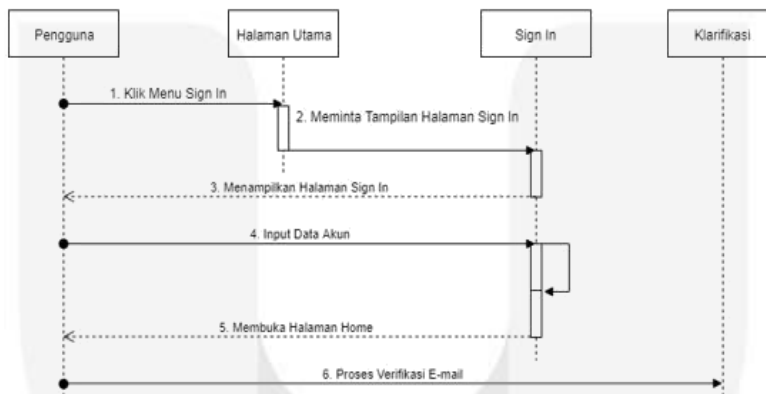 Pengguna
Halaman Utama
Sign In
Klarifikasi
1. Klik Menu Sign In
2. Meminta Tampilan Halaman Sign In
3. Menampilkan Halaman Sign In
4. Input Data Akun
5. Membuka Halaman Home
6. Proses Verifikasi E-mail